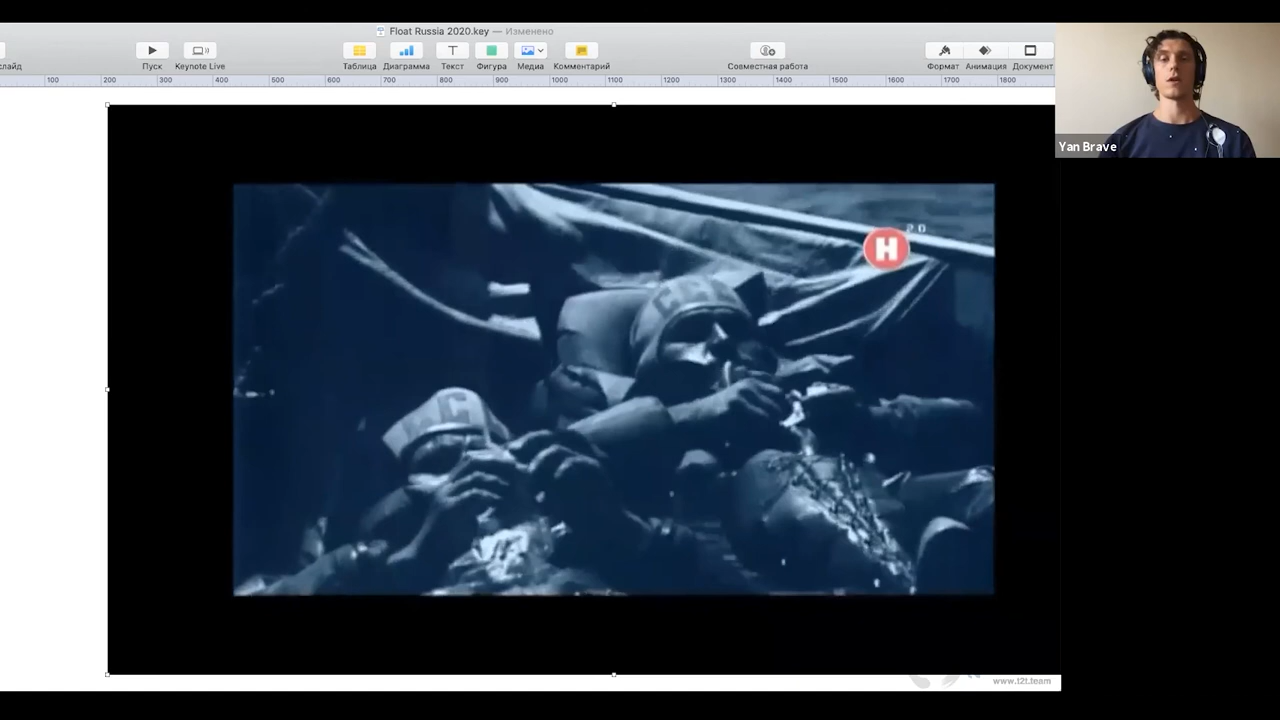 Float Russia 2020.key — Изменено
слайд
Пуск
Keynote Live
Таблица
Диаграмма
Текст
Фигура
Медиа
Комментарий
Совместная работа
Формат
Анимация
Документ
100 200 300 400 500 600 700 800 900 1000 1100 1200 1300 1400 1500 1600 1700 1800
Yan Brave
H
www.t2t.team